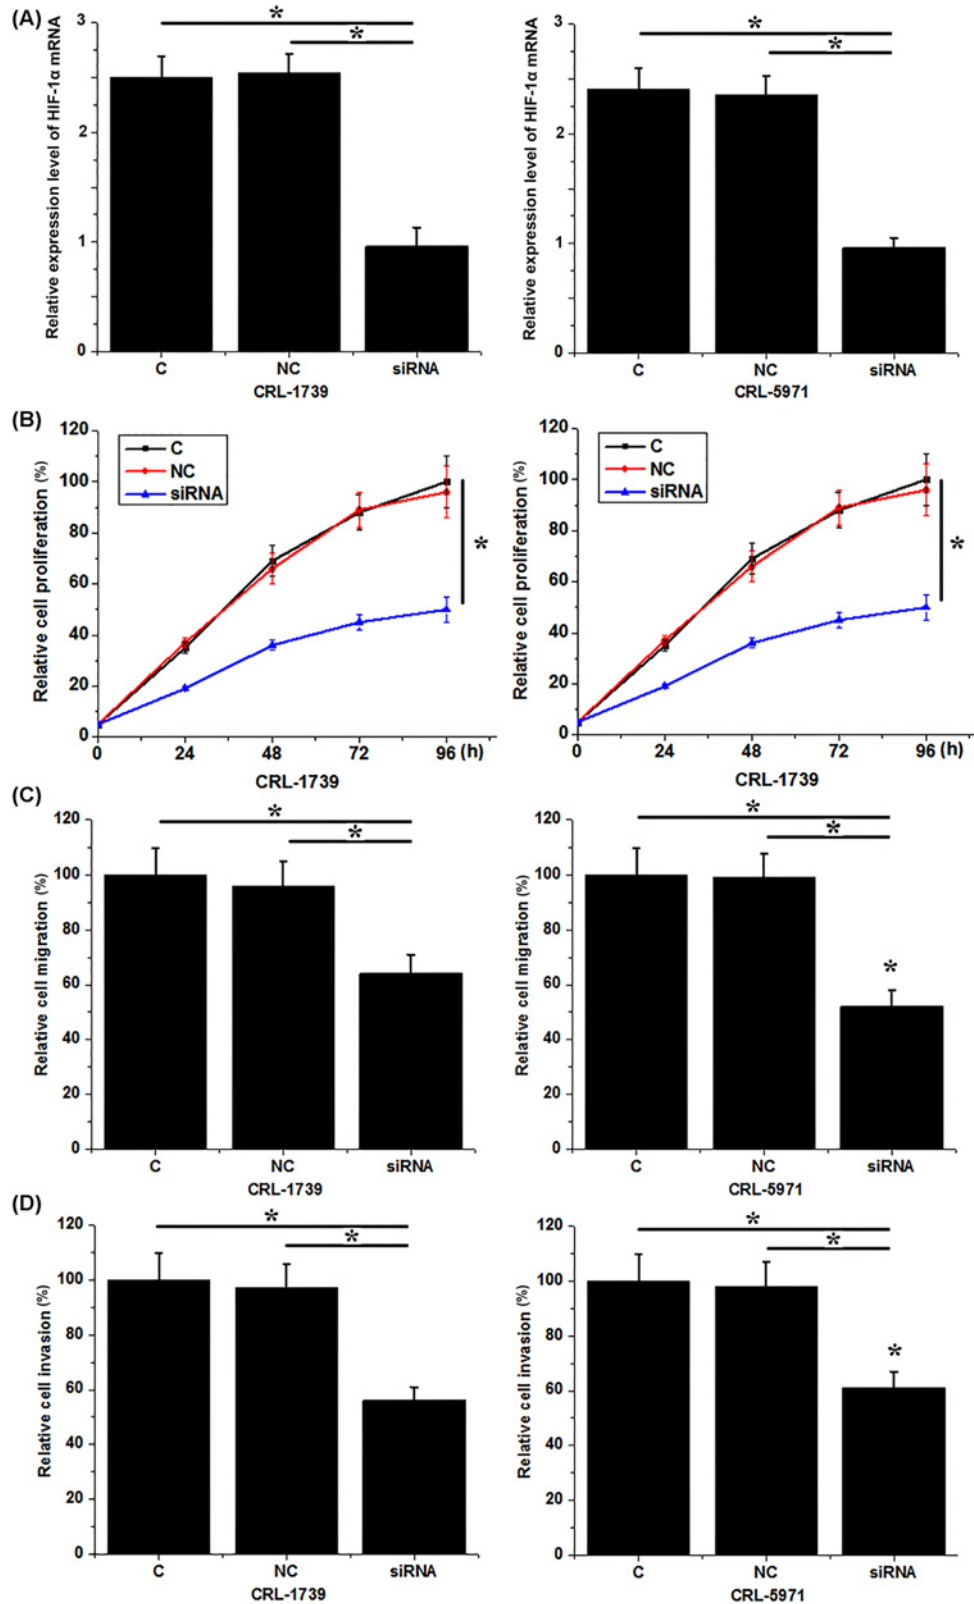 (A)
Relative expression level of HIF-1α mRNA
3
2
1
0
*
*
C NC siRNA
CRL-1739
Relative expression level of HIF-1α mRNA
3
2
1
0
*
*
C NC siRNA
CRL-5971
(B)
Relative cell proliferation (%)
120
100
80
60
40
20
0
C
NC
siRNA
*
0 24 48 72 96 (h)
CRL-1739
Relative cell proliferation (%)
120
100
80
60
40
20
0
C
NC
siRNA
*
0 24 48 72 96 (h)
CRL-1739
(C)
Relative cell migration (%)
120
100
80
60
40
20
0
*
*
C NC siRNA
CRL-1739
Relative cell migration (%)
120
100
80
60
40
20
0
*
*
*
C NC siRNA
CRL-5971
(D)
Relative cell invasion (%)
120
100
80
60
40
20
0
*
*
C NC siRNA
CRL-1739
Relative cell invasion (%)
120
100
80
60
40
20
0
*
*
*
C NC siRNA
CRL-5971